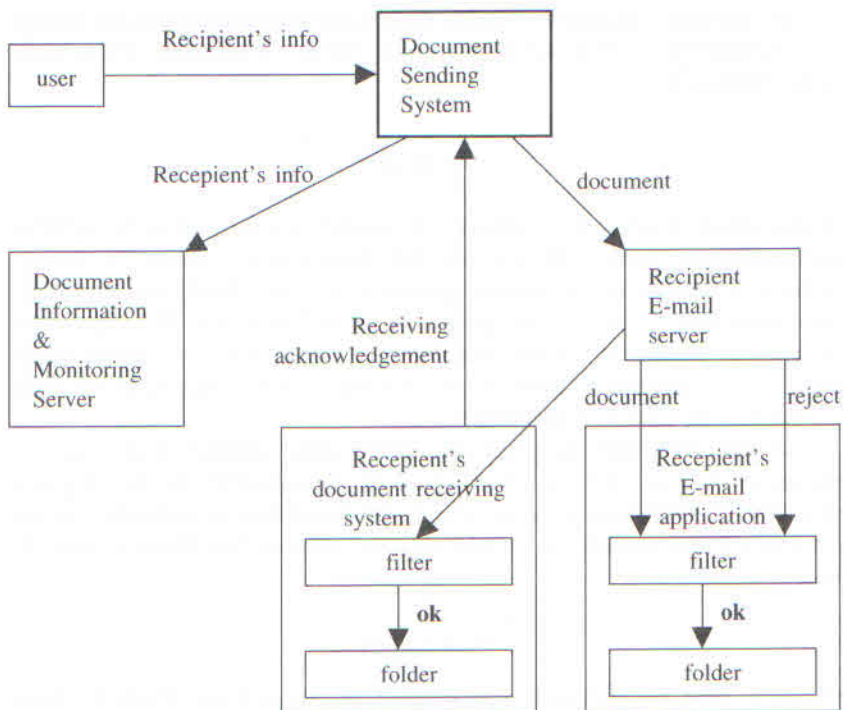 Recipient's info
user
Document
Sending
System
Recepient's info
document
Document
Information
&
Monitoring
Server
Recipient
E-mail
server
Receiving
acknowledgement
document
reject
Recepient's
document receiving
system
filter
ok
folder
Recepient's
E-mail
application
filter
ok
folder